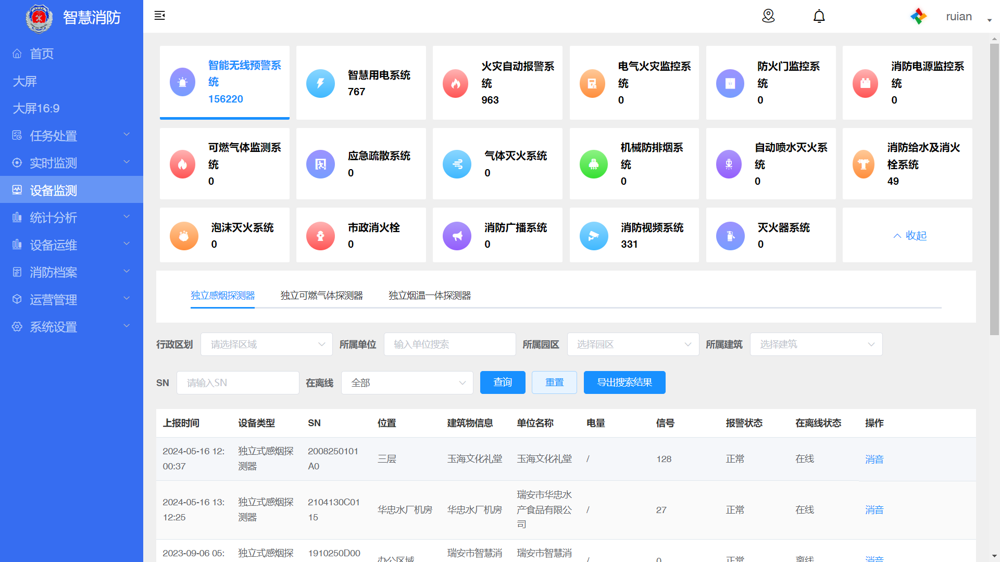 智慧消防
ruian
首页
大屏
大屏16:9
任务处置
实时监测
设备监测
统计分析
设备运维
消防档案
运营管理
系统设置
智能无线预警系
统
156220
智慧用电系统
767
火灾自动报警系
统
963
电气火灾监控系
统
0
防火门监控系
统
0
消防电源监控系
统
0
可燃气体监测系
统
0
应急疏散系统
0
气体灭火系统
0
机械防排烟系
统
0
自动喷水灭火系
统
0
消防给水及消火
栓系统
49
泡沫灭火系统
0
市政消火栓
0
消防广播系统
0
消防视频系统
331
灭火器系统
0
收起
独立感烟探测器 独立可燃气体探测器 独立烟温一体探测器
行政区划 请选择区域 所属单位 输入单位搜索 所属园区 选择园区 所属建筑 选择建筑
SN 请输入SN 在离线 全部 查询 重置 导出搜索结果
上报时间 设备类型 SN 位置 建筑物信息 单位名称 电量 信号 报警状态 在离线状态 操作
2024-05-16 12:
00:37
独立式感烟探
测器
2008250101
A0
三层
玉海文化礼堂
玉海文化礼堂
/
128
正常
在线
消音
2024-05-16 13:
12:25
独立式感烟探
测器
2104130C01
15
华忠水厂机房
华忠水厂机房
瑞安市华忠水
产食品有限公
司
/
27
正常
在线
消音
2023-09-06 05:
独立式感烟探
1910250D00
办公区域
瑞安市智慧消
瑞安市智慧消
/
0
正常
离线
消音